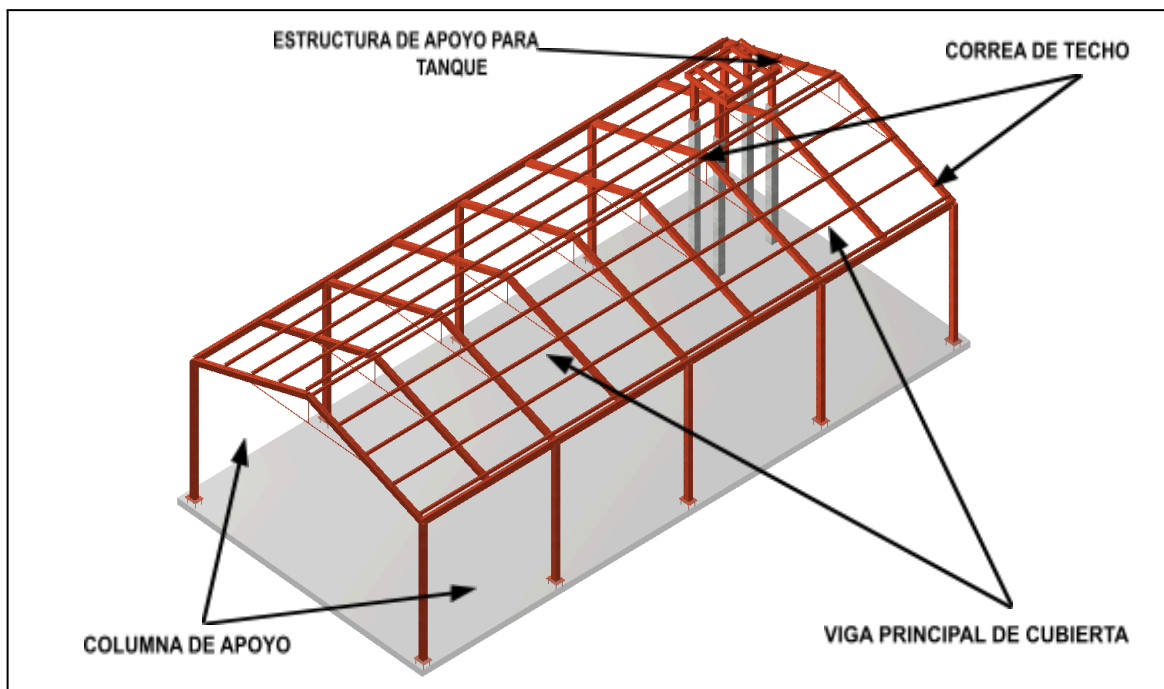 ESTRUCTURA DE APOYO PARA
TANQUE
CORREA DE TECHO
COLUMNA DE APOYO
VIGA PRINCIPAL DE CUBIERTA